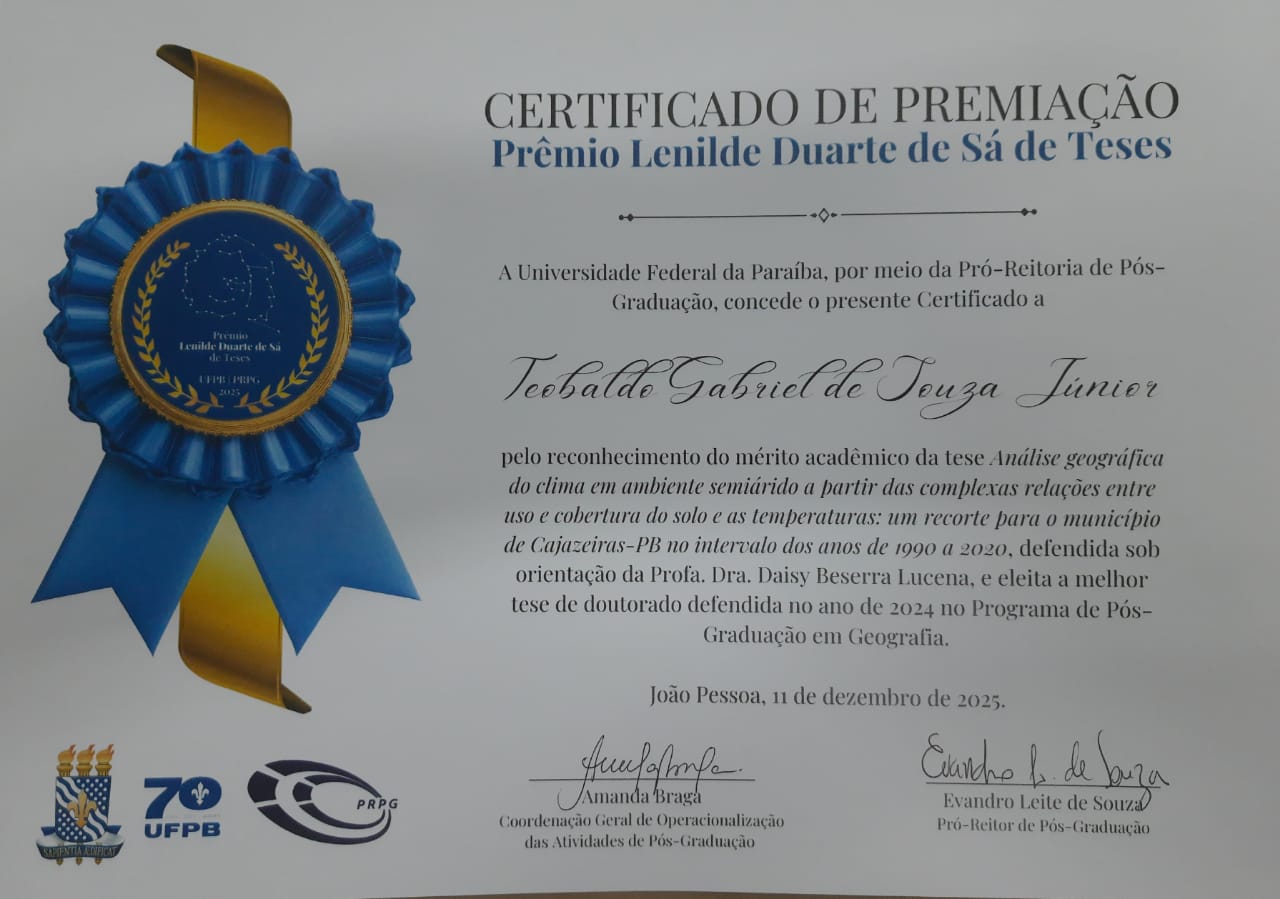 CERTIFICADO DE PREMIAÇÃO
Prêmio Lenilde Duarte de Sá de Teses
A Universidade Federal da Paraíba, por meio da Pró-Reitoria de Pós-
Graduação, concede o presente Certificado a
Teobaldo Gabriel de Souza Júnior
pelo reconhecimento do mérito acadêmico da tese Análise geográfica
do clima em ambiente semiárido a partir das complexas relações entre
uso e cobertura do solo e as temperaturas: um recorte para o município
de Cajazeiras-PB no intervalo dos anos de 1990 a 2020, defendida sob
orientação da Profa. Dra. Daisy Beserra Lucena, e eleita a melhor
tese de doutorado defendida no ano de 2024 no Programa de Pós-
Graduação em Geografia.
João Pessoa, 11 de dezembro de 2025.
Evandro L. de Souza
Amanda Braga
Coordenação Geral de Operacionalização
das Atividades de Pós-Graduação
Evandro Leite de Souza
Pró-Reitor de Pós-Graduação
Prêmio
Lenilde Duarte de Sá
de Teses
UFPB | PRPG
2025
SAPIENTIA ÆDIFICAT
70
UFPB
PRPG